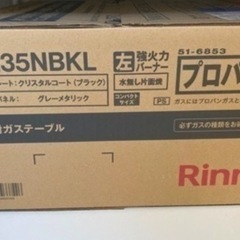 35NBKL
左
強火力
バーナー
51-6853
プロパ
ート:クリスタルコート(ブラック)
水無し片面焼
ネル: グレーメタリック
コンパクト
サイズ
PS
ガスにはプロパンガスと
ガステーブル
必ずガスの種類をご確認
Rinn